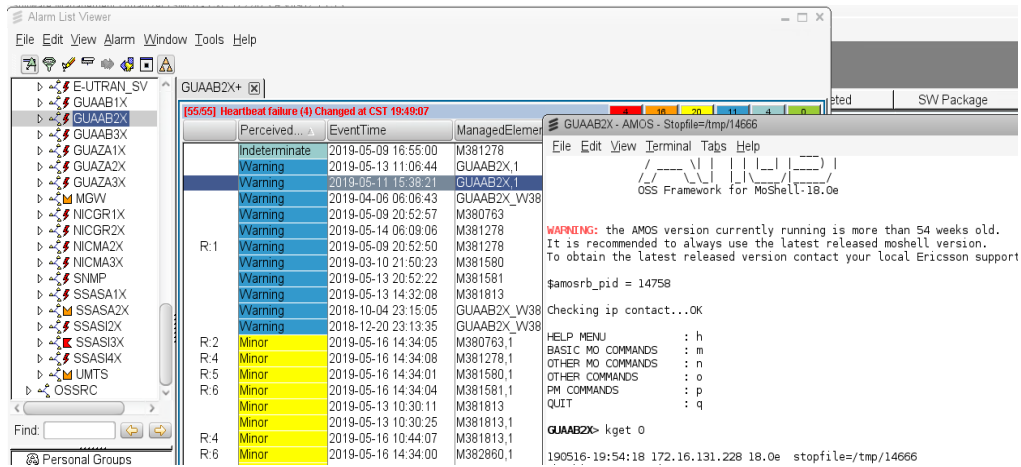 Alarm List Viewer
File Edit View Alarm Window Tools Help
E-UTRAN_SV
GUAAB1X
GUAAB2X
GUAAB3X
GUAZA1X
GUAZA2X
GUAZA3X
MGW
NICGR1X
NICGR2X
NICMA2X
NICMA3X
SNMP
SSASA1X
SSASA2X
SSASI2X
SSASI3X
SSASI4X
UMTS
OSSRC
Find:
Personal Groups
GUAAB2X+
[55/55] Heartbeat failure (4) Changed at CST 19:49:07
4 16 20 11 4 0
Perceived... EventTime ManagedElemen
Indeterminate 2019-05-09 16:55:00 M381278
Warning 2019-05-13 11:06:44 GUAAB2X,1
Warning 2019-05-11 15:38:21 GUAAB2X,1
Warning 2019-04-06 06:06:43 GUAAB2X_W38
Warning 2019-05-09 20:52:57 M380763
Warning 2019-05-14 06:09:06 M381278
R:1 Warning 2019-05-09 20:52:50 M381278
Warning 2019-03-10 21:50:23 M381580
Warning 2019-05-13 20:52:22 M381581
Warning 2019-05-13 14:32:08 M381813
Warning 2018-10-04 23:15:05 GUAAB2X_W38
Warning 2018-12-20 23:13:35 GUAAB2X_W38
R:2 Minor 2019-05-16 14:34:05 M380763,1
R:4 Minor 2019-05-16 14:34:08 M381278,1
R:5 Minor 2019-05-16 14:34:01 M381580,1
R:6 Minor 2019-05-16 14:34:04 M381581,1
Minor 2019-05-13 10:30:11 M381813
Minor 2019-05-13 10:30:25 M381813,1
R:4 Minor 2019-05-16 10:44:07 M381813,1
R:6 Minor 2019-05-16 14:34:00 M382860,1
eted SW Package
GUAAB2X - AMOS - Stopfile=/tmp/14666
File Edit View Terminal Tabs Help
OSS Framework for MoShell-18.0e
WARNING: the AMOS version currently running is more than 54 weeks old.
It is recommended to always use the latest released moshell version.
To obtain the latest released version contact your local Ericsson support
$amosrb_pid = 14758
Checking ip contact...OK
HELP MENU : h
BASIC MO COMMANDS : m
OTHER MO COMMANDS : n
OTHER COMMANDS : o
PM COMMANDS : p
QUIT : q
GUAAB2X> kget 0
190516-19:54:18 172.16.131.228 18.0e stopfile=/tmp/14666